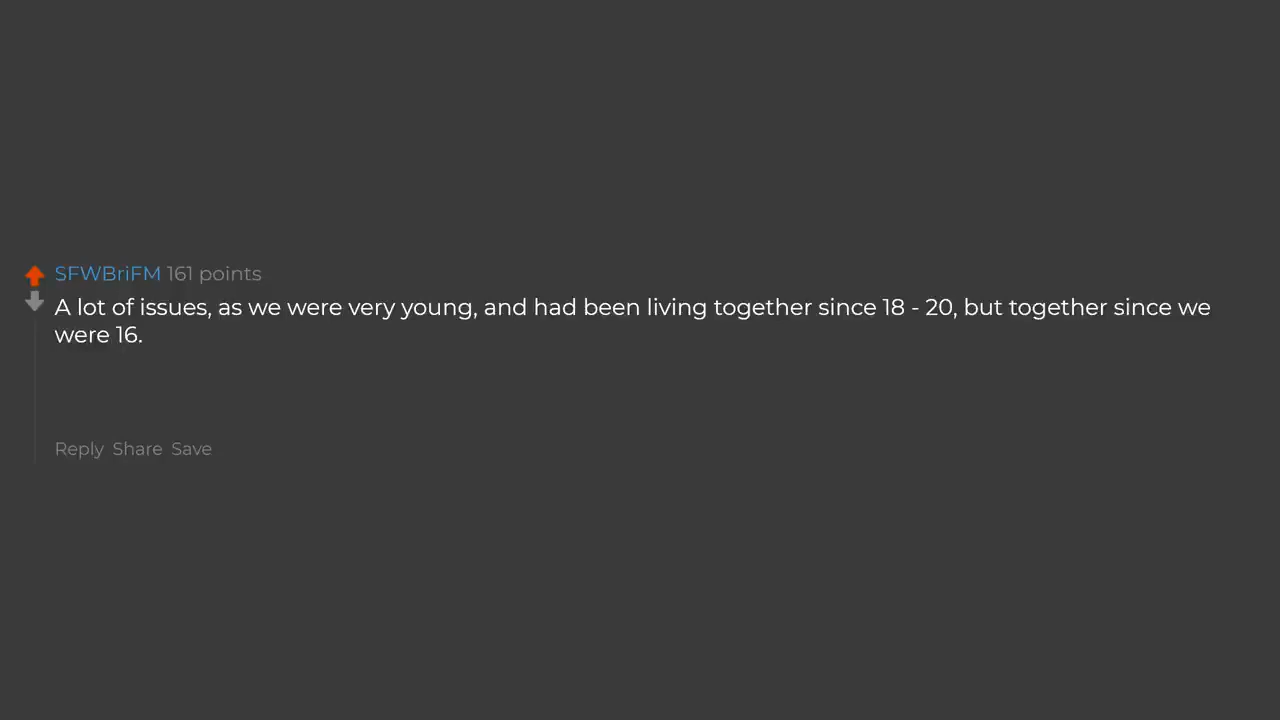 SFWBriFM 161 points
A lot of issues, as we were very young, and had been living together since 18 - 20, but together since we
were 16.
Reply Share Save